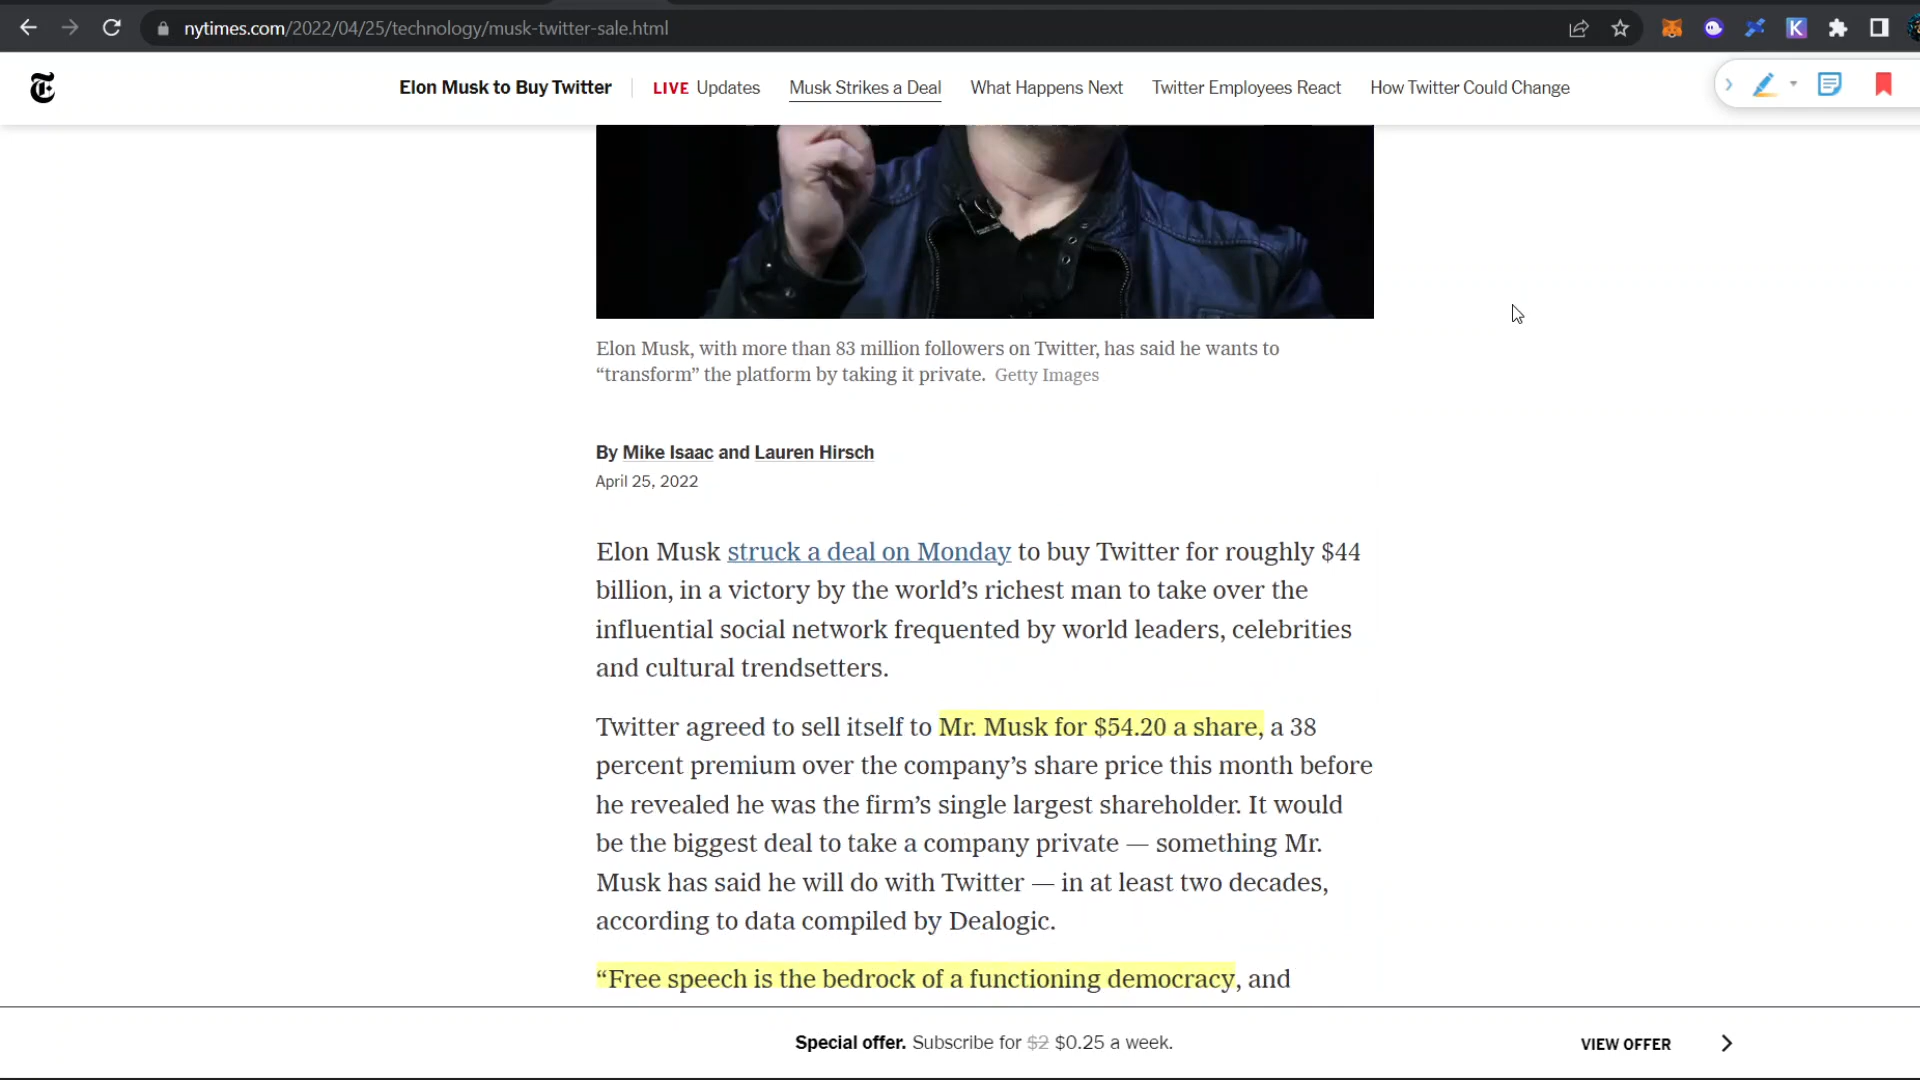 nytimes.com/2022/04/25/technology/musk-twitter-sale.html
K
T
Elon Musk to Buy Twitter LIVE Updates Musk Strikes a Deal What Happens Next Twitter Employees React How Twitter Could Change
Elon Musk, with more than 83 million followers on Twitter, has said he wants to
“transform” the platform by taking it private. Getty Images
By Mike Isaac and Lauren Hirsch
April 25, 2022
Elon Musk struck a deal on Monday to buy Twitter for roughly $44
billion, in a victory by the world’s richest man to take over the
influential social network frequented by world leaders, celebrities
and cultural trendsetters.
Twitter agreed to sell itself to Mr. Musk for $54.20 a share, a 38
percent premium over the company’s share price this month before
he revealed he was the firm’s single largest shareholder. It would
be the biggest deal to take a company private — something Mr.
Musk has said he will do with Twitter — in at least two decades,
according to data compiled by Dealogic.
“Free speech is the bedrock of a functioning democracy, and
Special offer. Subscribe for $2 $0.25 a week. VIEW OFFER